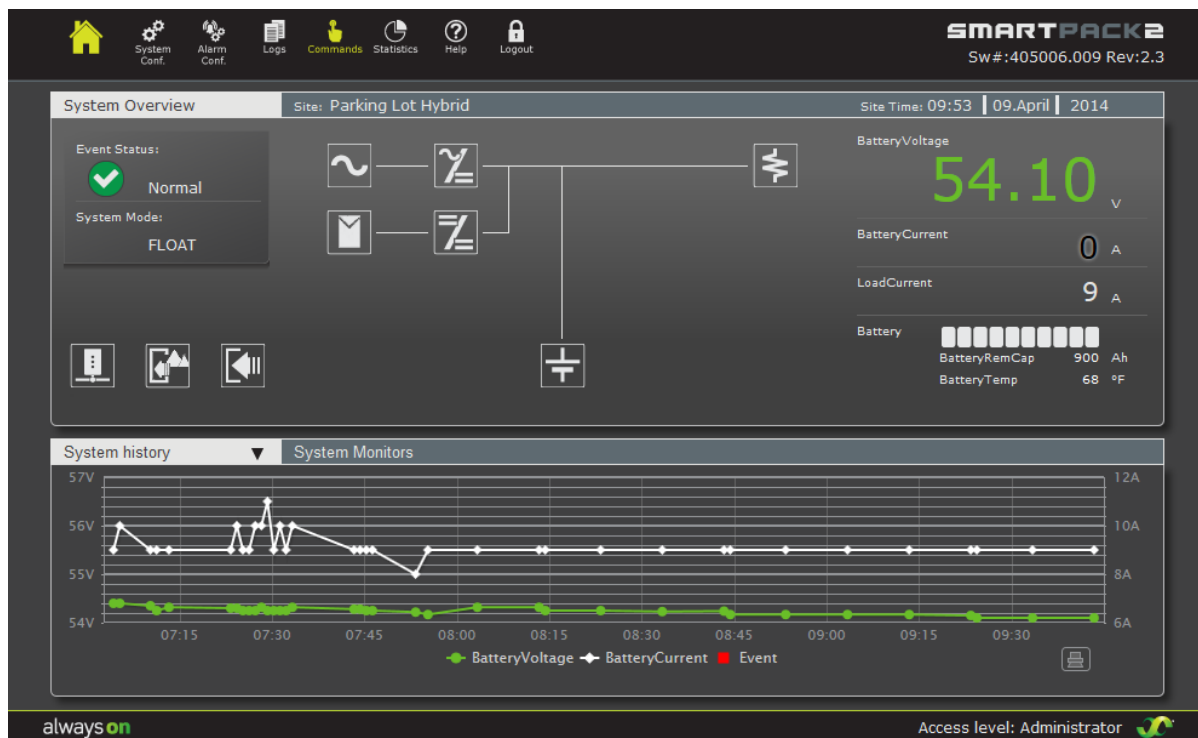 System Conf.
Alarm Conf.
Logs
Commands
Statistics
Help
Logout
SMARTPACK2
Sw#:405006.009 Rev:2.3
System Overview
Site: Parking Lot Hybrid
Site Time: 09:53 09.April 2014
Event Status:
Normal
System Mode:
FLOAT
BatteryVoltage
54.10 V
BatteryCurrent
0 A
LoadCurrent
9 A
Battery
BatteryRemCap 900 Ah
BatteryTemp 68 °F
System history ▼
System Monitors
57V 12A
56V 10A
55V 8A
54V 6A
07:15 07:30 07:45 08:00 08:15 08:30 08:45 09:00 09:15 09:30
BatteryVoltage BatteryCurrent Event
always on
Access level: Administrator